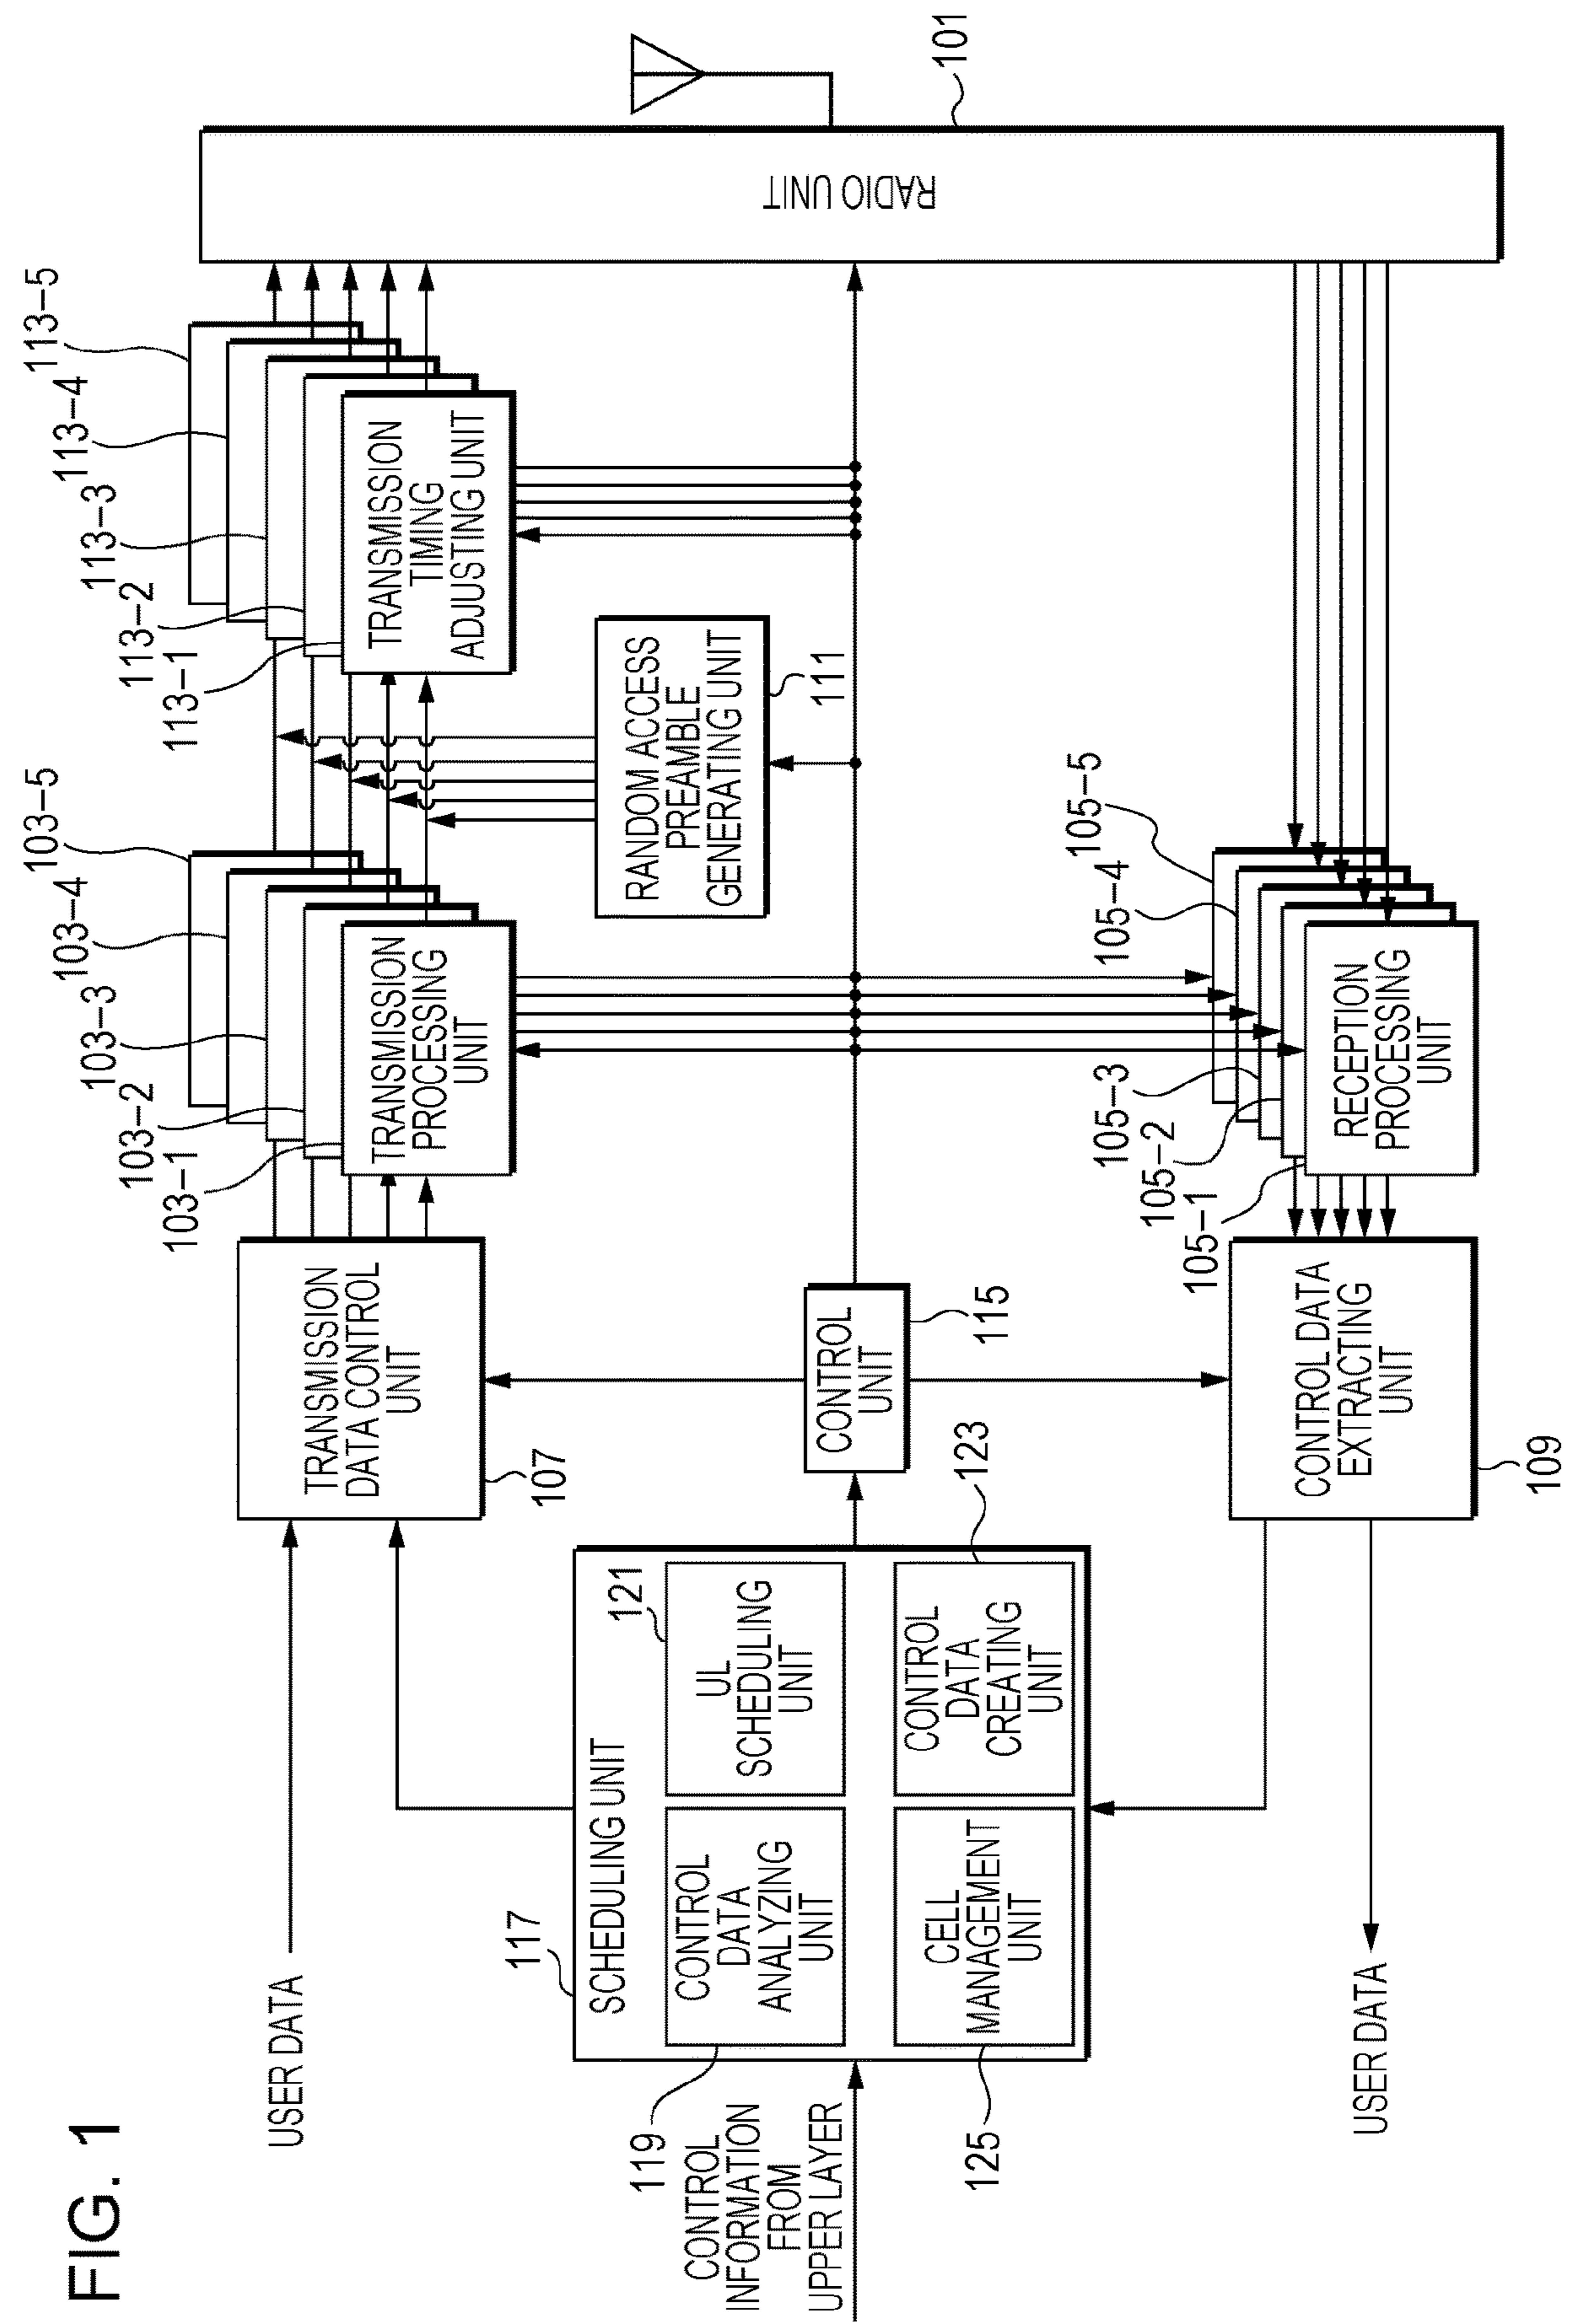 FIG. 1
USER DATA
TRANSMISSION
DATA CONTROL
UNIT
107
103–1
103–2
103–3
103–4
103–5
TRANSMISSION
PROCESSING
UNIT
113–1
113–2
113–3
113–4
113–5
TRANSMISSION
TIMING
ADJUSTING UNIT
RANDOM ACCESS
PREAMBLE
GENERATING UNIT
111
RADIO UNIT
101
CONTROL
INFORMATION
FROM
UPPER LAYER
117
SCHEDULING UNIT
119
CONTROL
DATA
ANALYZING
UNIT
121
UL
SCHEDULING
UNIT
125
CELL
MANAGEMENT
UNIT
123
CONTROL
DATA
CREATING
UNIT
CONTROL
UNIT
115
105–1
105–2
105–3
105–4
105–5
RECEPTION
PROCESSING
UNIT
CONTROL DATA
EXTRACTING
UNIT
109
USER DATA